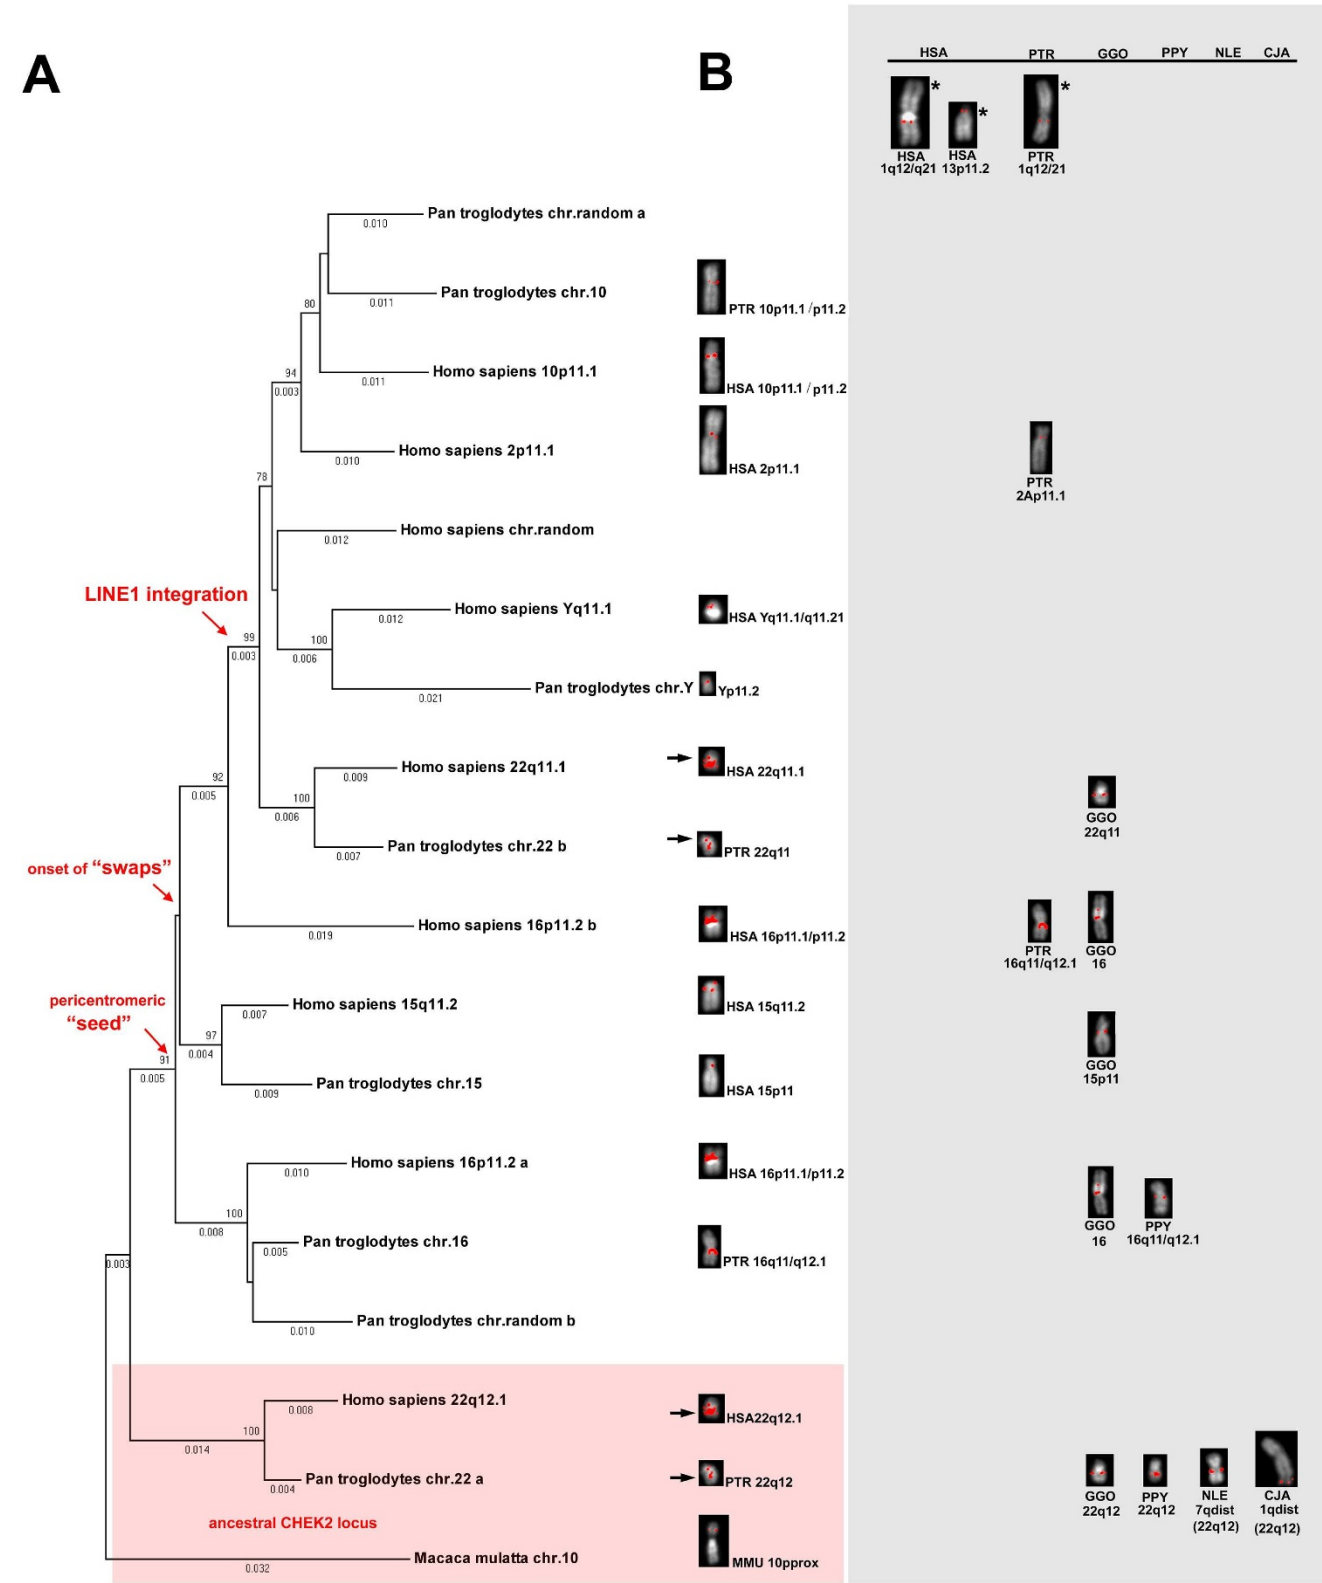 A
B
HSA PTR GGO PPY NLE CJA
* * *
HSA
1q12/q21
HSA
13p11.2
PTR
1q12/21
Pan troglodytes chr.random a
0.010
Pan troglodytes chr.10
0.011
80
PTR 10p11.1/p11.2
Homo sapiens 10p11.1
0.011
94
0.003
HSA 10p11.1/p11.2
Homo sapiens 2p11.1
0.010
HSA 2p11.1
PTR
2Ap11.1
78
Homo sapiens chr.random
0.012
LINE1 integration
99
0.003
Homo sapiens Yq11.1
0.012
100
0.006
HSA Yq11.1/q11.21
Pan troglodytes chr.Y
0.021
Yp11.2
Homo sapiens 22q11.1
0.009
HSA 22q11.1
92
0.005
100
0.006
GGO
22q11
Pan troglodytes chr.22 b
0.007
PTR 22q11
onset of “swaps”
Homo sapiens 16p11.2 b
0.019
HSA 16p11.1/p11.2
PTR
16q11/q12.1
GGO
16
pericentromeric
“seed”
Homo sapiens 15q11.2
0.007
HSA 15q11.2
97
0.004
91
0.005
Pan troglodytes chr.15
0.009
HSA 15p11
GGO
15p11
Homo sapiens 16p11.2 a
0.010
HSA 16p11.1/p11.2
100
0.008
GGO
16
PPY
16q11/q12.1
Pan troglodytes chr.16
0.005
PTR 16q11/q12.1
0.003
Pan troglodytes chr.random b
0.010
Homo sapiens 22q12.1
0.008
HSA22q12.1
100
0.014
Pan troglodytes chr.22 a
0.004
PTR 22q12
GGO
22q12
PPY
22q12
NLE
7qdist
(22q12)
CJA
1qdist
(22q12)
ancestral CHEK2 locus
Macaca mulatta chr.10
0.032
MMU 10pprox